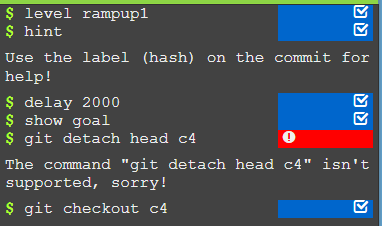 $ level rampup1
$ hint
Use the label (hash) on the commit for
help!
$ delay 2000
$ show goal
$ git detach head c4
The command "git detach head c4" isn't
supported, sorry!
$ git checkout c4